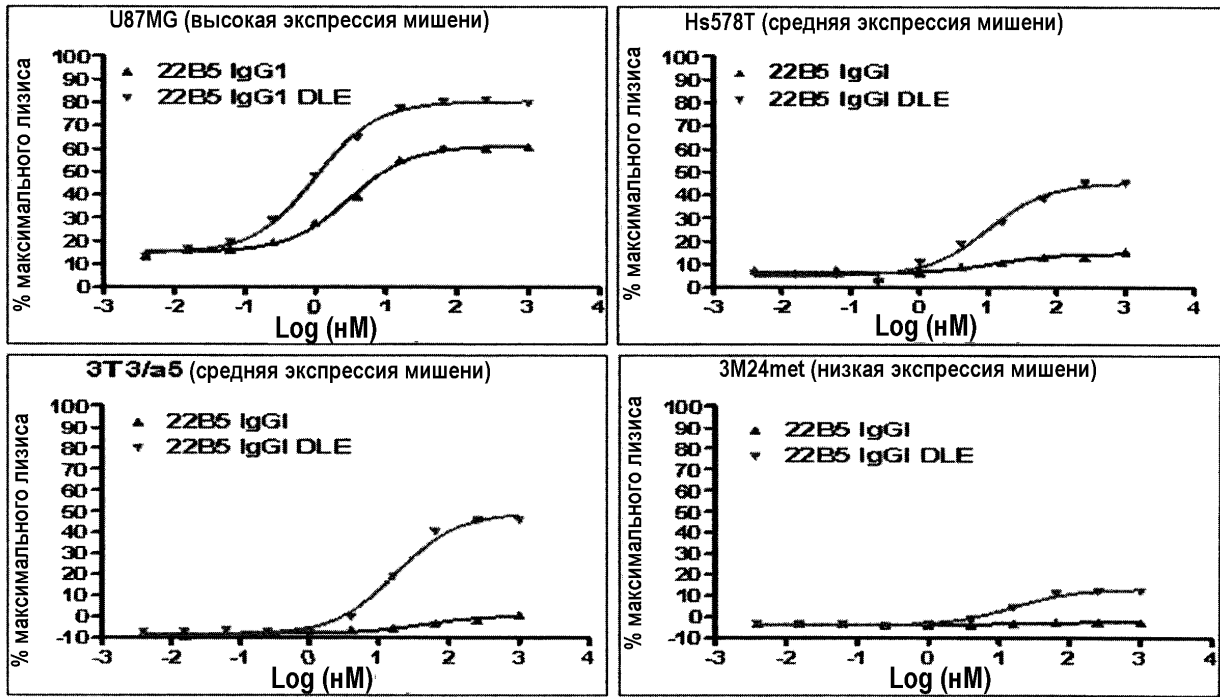 U87MG (высокая экспрессия мишени)
% максимального лизиса
100
90
80
70
60
50
40
30
20
10
0
22B5 IgG1
22B5 IgG1 DLE
-3 -2 -1 0 1 2 3 4
Log (нМ)
Hs578T (средняя экспрессия мишени)
% максимального лизиса
100
90
80
70
60
50
40
30
20
10
0
22B5 IgGI
22B5 IgGI DLE
-3 -2 -1 0 1 2 3 4
Log (нМ)
3T3/a5 (средняя экспрессия мишени)
% максимального лизиса
100
90
80
70
60
50
40
30
20
10
0
-10
22B5 IgGI
22B5 IgGI DLE
-3 -2 -1 0 1 2 3 4
Log (нМ)
3M24met (низкая экспрессия мишени)
% максимального лизиса
100
90
80
70
60
50
40
30
20
10
0
-10
22B5 IgGI
22B5 IgGI DLE
-3 -2 -1 0 1 2 3 4
Log (нМ)